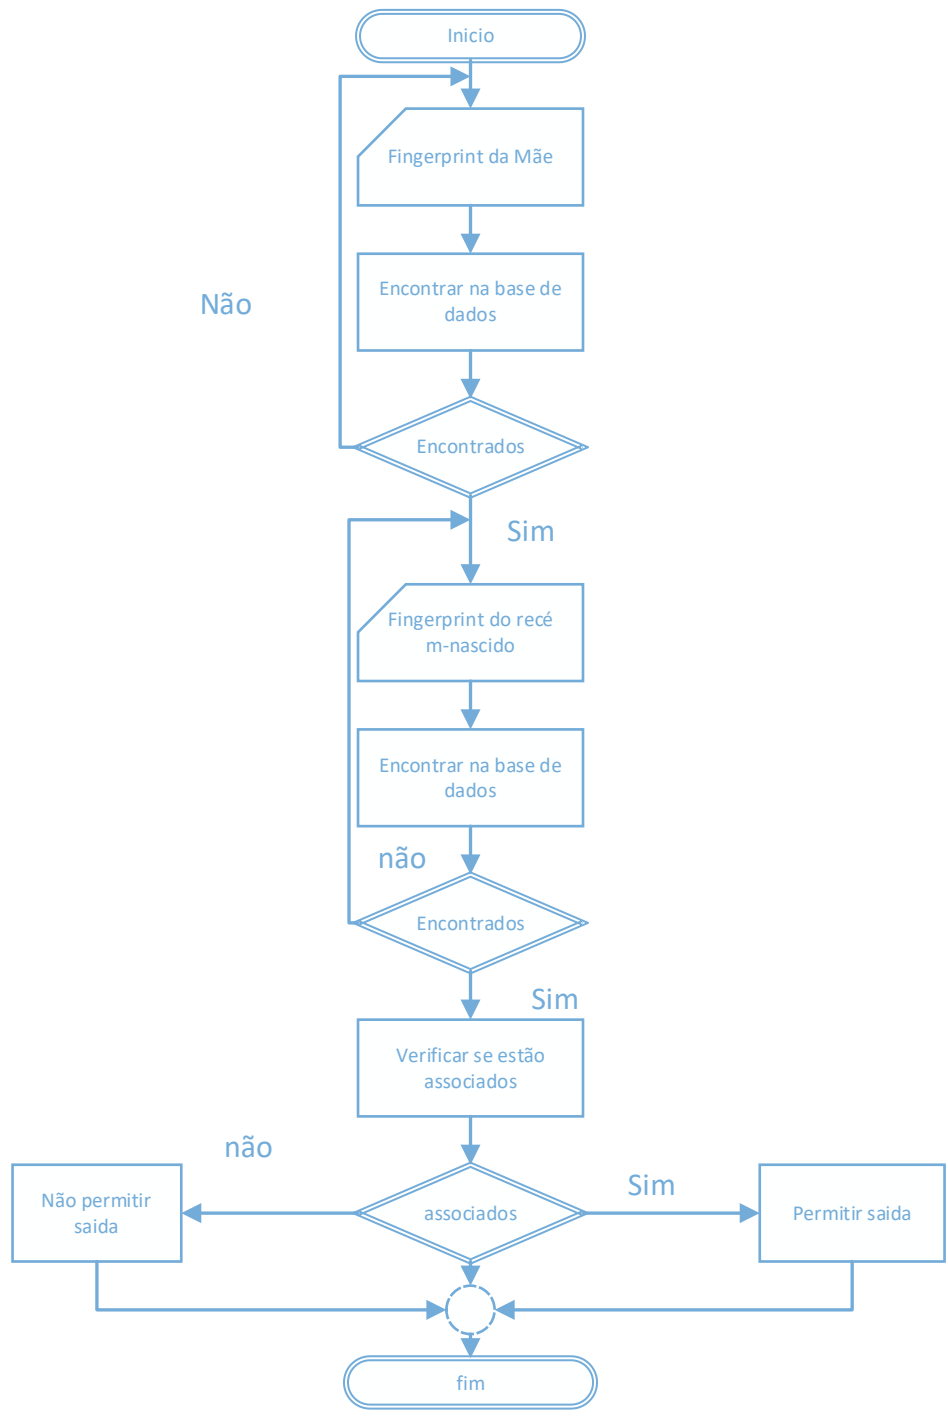 Inicio
Fingerprint da Mãe
Encontrar na base de
dados
Não
Encontrados
Sim
Fingerprint do recé
m-nascido
Encontrar na base de
dados
não
Encontrados
Sim
Verificar se estão
associados
não
Sim
Não permitir
saida
associados
Permitir saida
fim